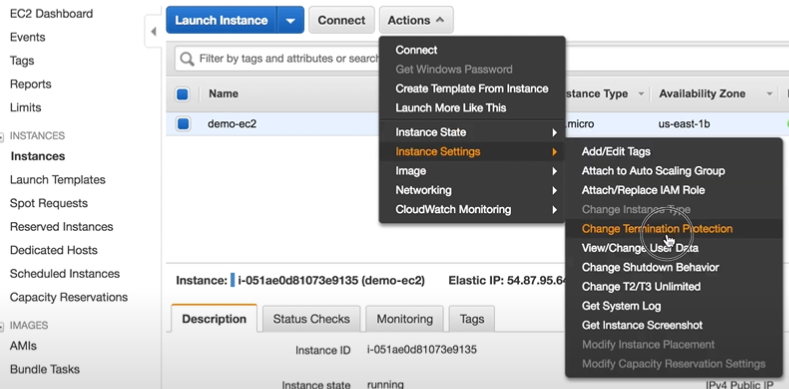 EC2 Dashboard
Events
Tags
Reports
Limits
INSTANCES
Instances
Launch Templates
Spot Requests
Reserved Instances
Dedicated Hosts
Scheduled Instances
Capacity Reservations
IMAGES
AMIs
Bundle Tasks
Launch Instance
Connect
Actions
Filter by tags and attributes or search
Name
stance Type
Availability Zone
demo-ec2
.micro
us-east-1b
Connect
Get Windows Password
Create Template From Instance
Launch More Like This
Instance State
Instance Settings
Image
Networking
CloudWatch Monitoring
Add/Edit Tags
Attach to Auto Scaling Group
Attach/Replace IAM Role
Change Instance Type
Change Termination Protection
View/Change User Data
Change Shutdown Behavior
Change T2/T3 Unlimited
Get System Log
Get Instance Screenshot
Modify Instance Placement
Modify Capacity Reservation Settings
Instance: i-051ae0d81073e9135 (demo-ec2) Elastic IP: 54.87.95.64
Description
Status Checks
Monitoring
Tags
Instance ID i-051ae0d81073e9135
Instance state running
IPv4 Public IP